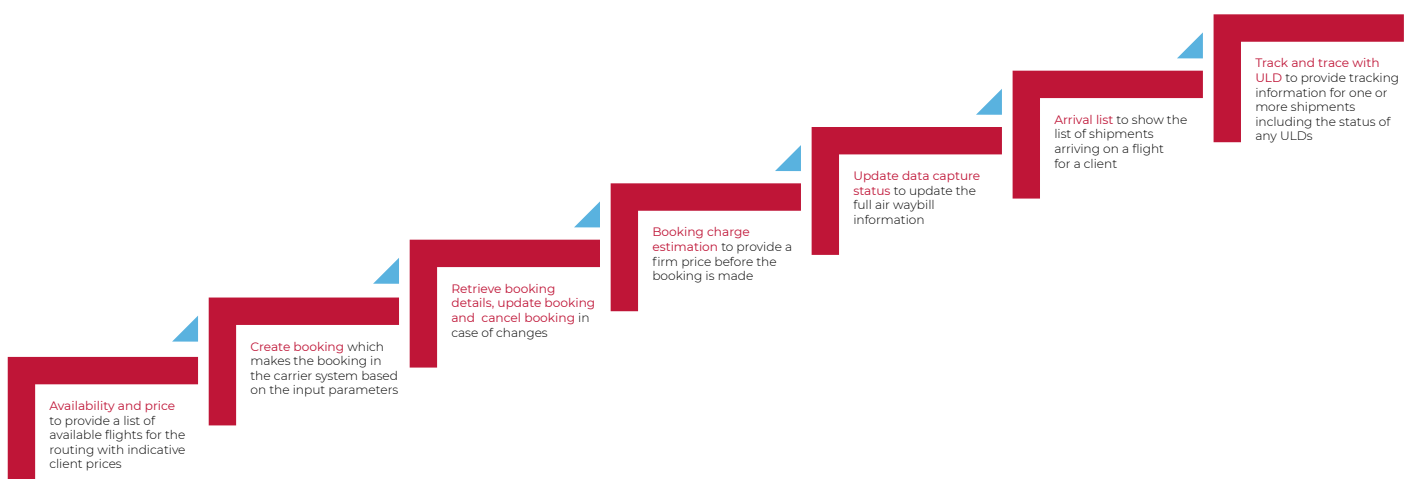 Availability and price
to provide a list of
available flights for the
routing with indicative
client prices
Create booking which
makes the booking in
the carrier system based
on the input parameters
Retrieve booking
details, update booking
and  cancel booking in
case of changes
Booking charge
estimation to provide a
firm price before the
booking is made
Update data capture
status to update the
full air waybill
information
Arrival list to show the
list of shipments
arriving on a flight
for a client
Track and trace with
ULD to provide tracking
information for one or
more shipments
including the status of
any ULDs